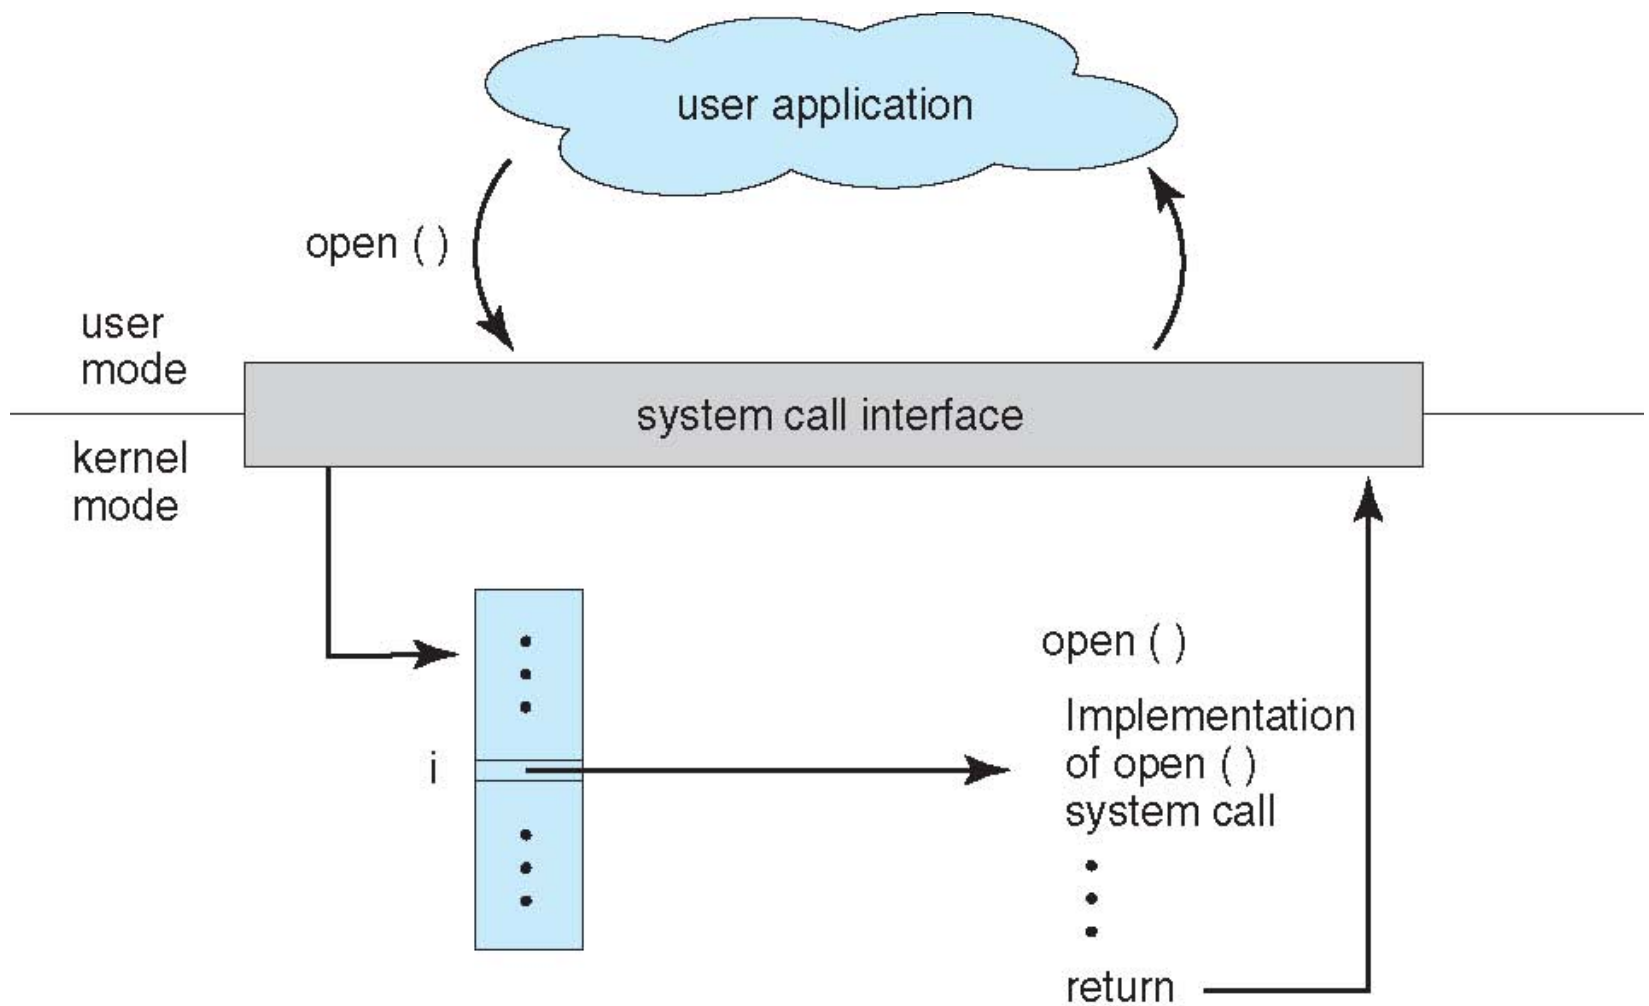 user application
open ( )
user
mode
system call interface
kernel
mode
open ( )
Implementation
of open ( )
system call
i
return